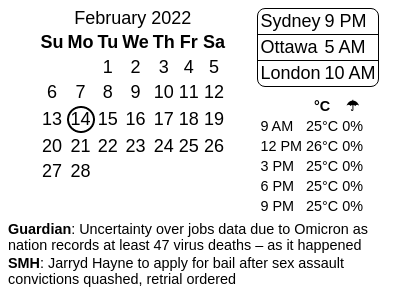 February 2022
Su Mo Tu We Th Fr Sa
1 2 3 4 5
6 7 8 9 10 11 12
13 14 15 16 17 18 19
20 21 22 23 24 25 26
27 28
Sydney 9 PM
Ottawa 5 AM
London 10 AM
°C ☂
9 AM 25°C 0%
12 PM 26°C 0%
3 PM 25°C 0%
6 PM 25°C 0%
9 PM 25°C 0%
Guardian: Uncertainty over jobs data due to Omicron as
nation records at least 47 virus deaths – as it happened
SMH: Jarryd Hayne to apply for bail after sex assault
convictions quashed, retrial ordered